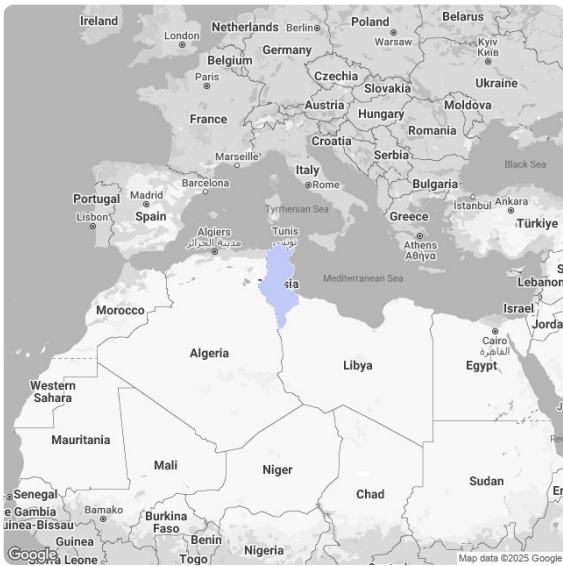 Ireland
London
Netherlands
Berlin
Poland
Warsaw
Belarus
Belgium
Germany
Kyiv
Київ
Paris
Czechia
Slovakia
Ukraine
France
Austria
Hungary
Moldova
Romania
Croatia
Serbia
Marseille
Italy
Rome
Black Sea
Portugal
Madrid
Barcelona
Bulgaria
Lisbon
Spain
Tyrrhenian Sea
Greece
İstanbul
Ankara
Türkiye
Algiers
مدينة الجزائر
Tunis
تونس
Athens
Αθήνα
Mediterranean Sea
Lebanon
Israel
Morocco
Cairo
القاهرة
Algeria
Libya
Egypt
Western
Sahara
Mauritania
Mali
Niger
Chad
Sudan
Senegal
Bamako
Burkina
Faso
Guinea
Benin
Togo
Nigeria
Google
Map data ©2025 Google